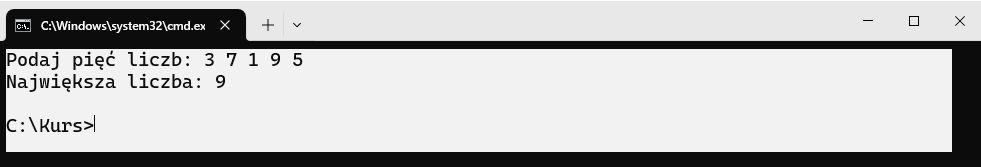 C:\Windows\system32\cmd.ex
Podaj pięć liczb: 3 7 1 9 5
Największa liczba: 9
C:\Kurs>